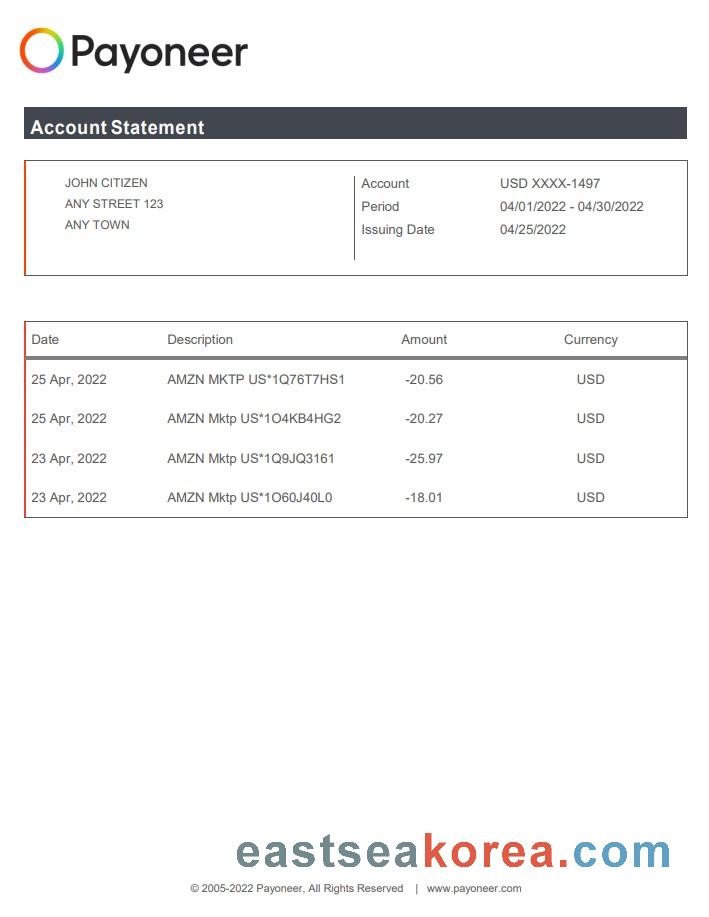 Payoneer
Account Statement
JOHN CITIZEN
ANY STREET 123
ANY TOWN
Account USD XXXX-1497
Period 04/01/2022 - 04/30/2022
Issuing Date 04/25/2022
Date Description Amount Currency
25 Apr, 2022 AMZN MKTP US*1Q76T7HS1 -20.56 USD
25 Apr, 2022 AMZN Mktp US*1O4KB4HG2 -20.27 USD
23 Apr, 2022 AMZN Mktp US*1Q9JQ3161 -25.97 USD
23 Apr, 2022 AMZN Mktp US*1O60J40L0 -18.01 USD
eastseakorea.com
© 2005-2022 Payoneer, All Rights Reserved | www.payoneer.com